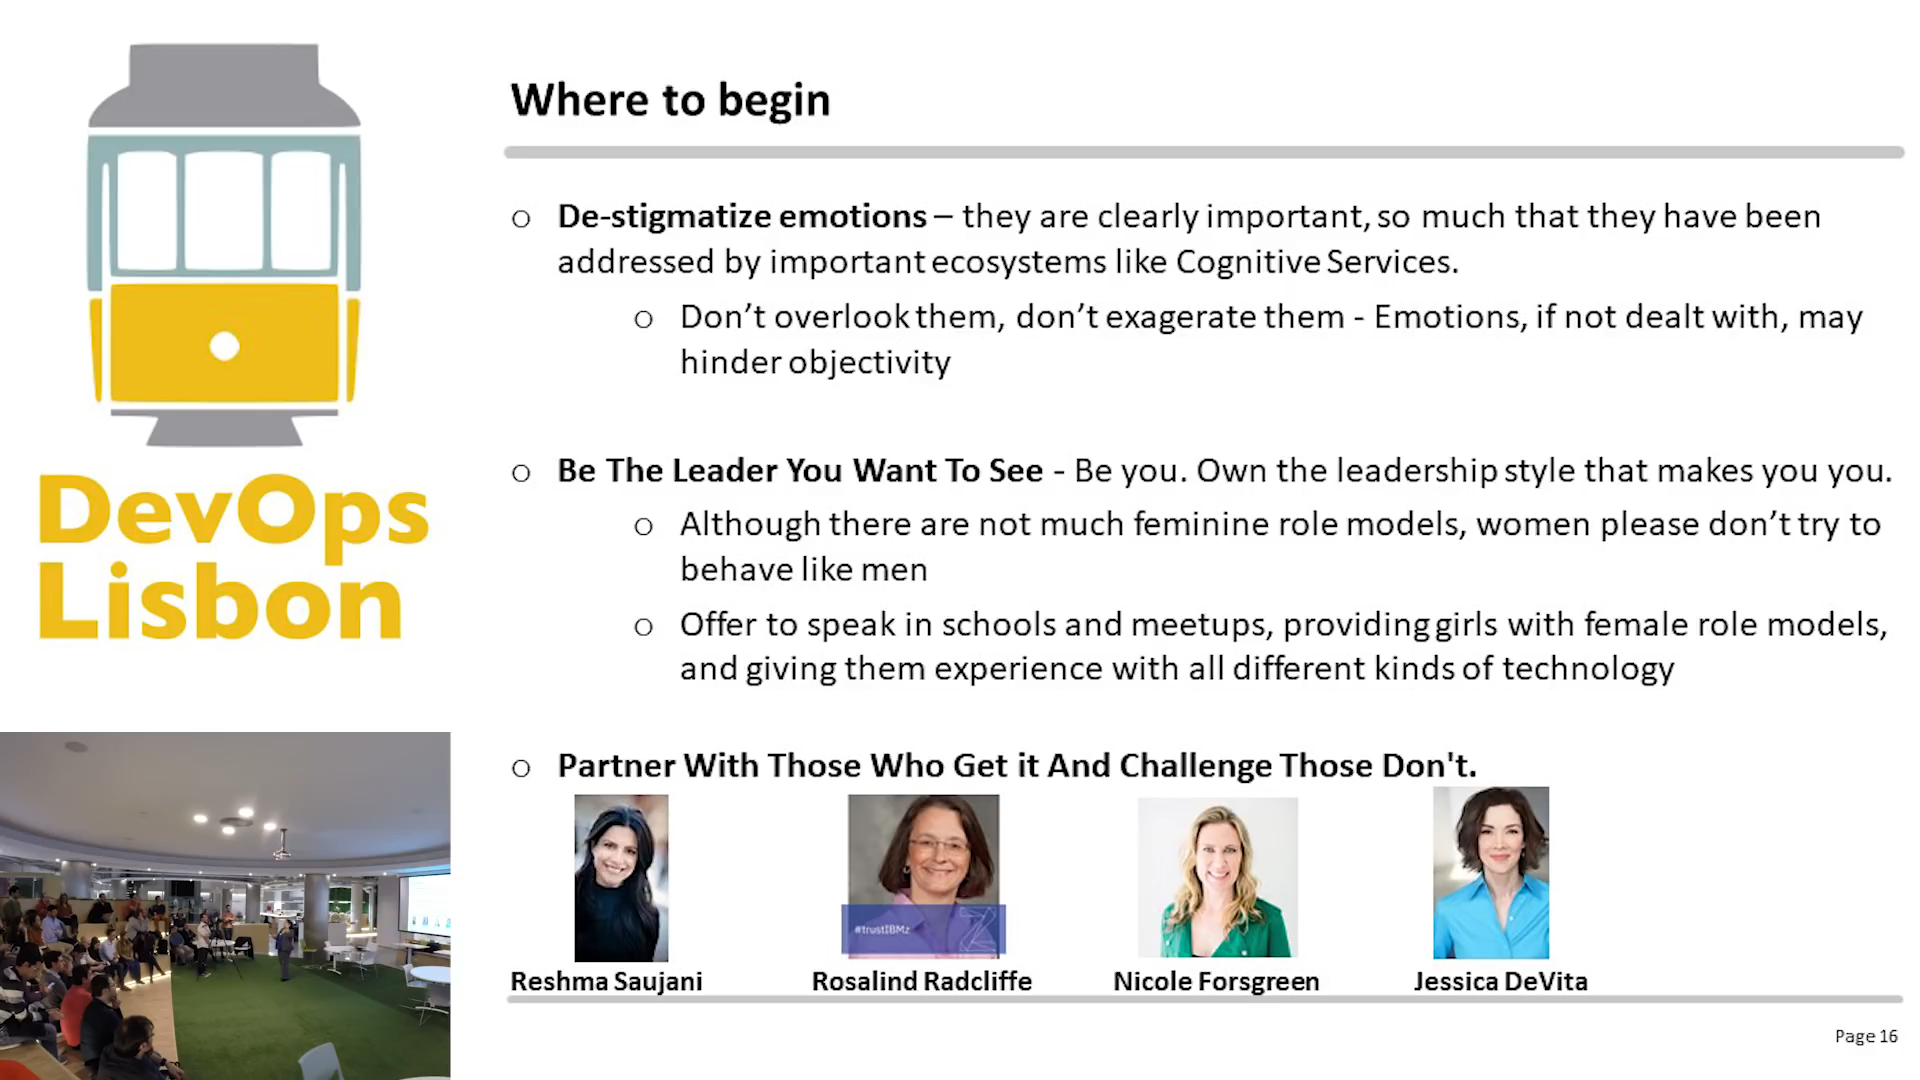 DevOps
Lisbon
Where to begin
o De-stigmatize emotions – they are clearly important, so much that they have been
addressed by important ecosystems like Cognitive Services.
o Don't overlook them, don't exagerate them - Emotions, if not dealt with, may
hinder objectivity
o Be The Leader You Want To See - Be you. Own the leadership style that makes you you.
o Although there are not much feminine role models, women please don't try to
behave like men
o Offer to speak in schools and meetups, providing girls with female role models,
and giving them experience with all different kinds of technology
o Partner With Those Who Get it And Challenge Those Don't.
#trustIBMz
Reshma Saujani
Rosalind Radcliffe
Nicole Forsgreen
Jessica DeVita
Page 16